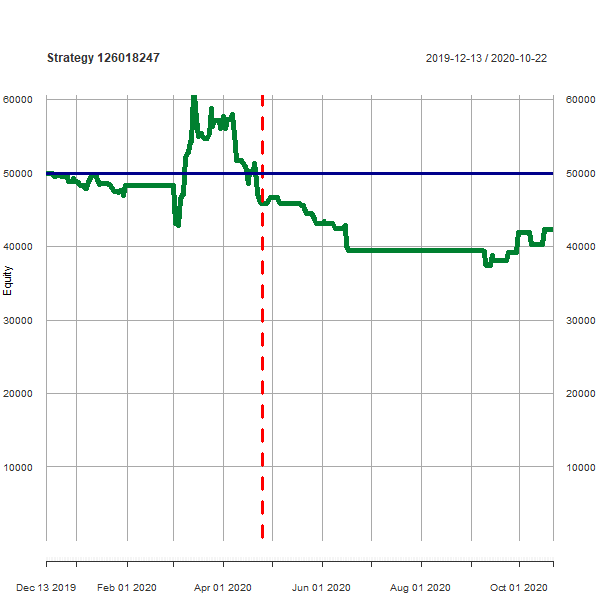 Strategy 126018247
2019-12-13 / 2020-10-22
60000
60000
50000
50000
40000
40000
Equity
30000
30000
20000
20000
10000
10000
Dec 13 2019
Feb 01 2020
Apr 01 2020
Jun 01 2020
Aug 01 2020
Oct 01 2020